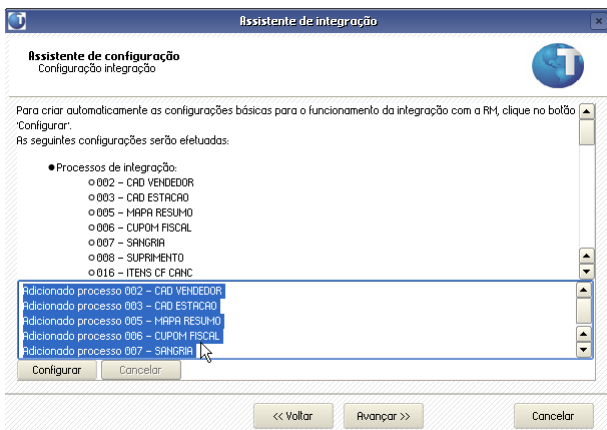 Assistente de integração
Assistente de configuração
Configuração integração
Para criar automaticamente as configurações básicas para o funcionamento da integração com a RM, clique no botão
'Configurar'.
As seguintes configurações serão efetuadas:
Processos de integração:
002 - CAD VENDEDOR
003 - CAD ESTACAO
005 - MAPA RESUMO
006 - CUPOM FISCAL
007 - SANGRIA
008 - SUPRIMENTO
016 - ITENS CF CANC
Adicionado processo 002 - CAD VENDEDOR
Adicionado processo 003 - CAD ESTACAO
Adicionado processo 005 - MAPA RESUMO
Adicionado processo 006 - CUPOM FISCAL
Adicionado processo 007 - SANGRIA
Configurar Cancelar
<< Voltar Avançar >> Cancelar